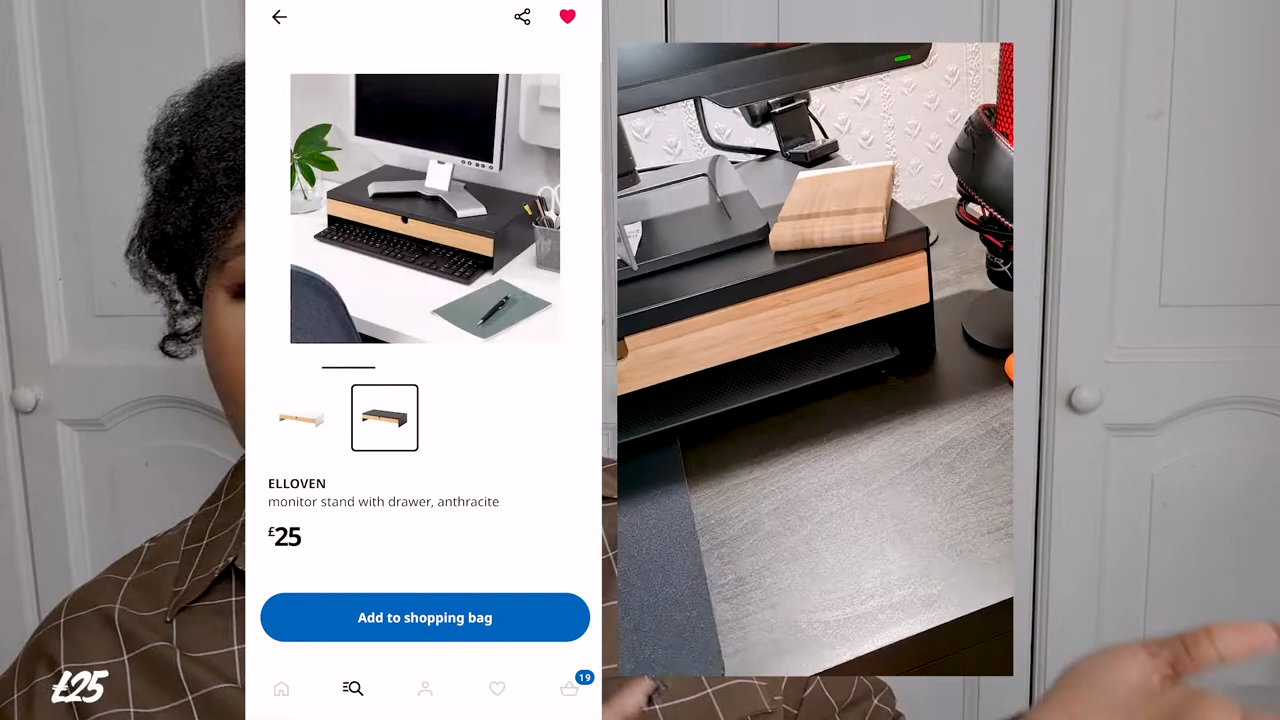 ELLOVEN
monitor stand with drawer, anthracite
£25
Add to shopping bag
19
£25